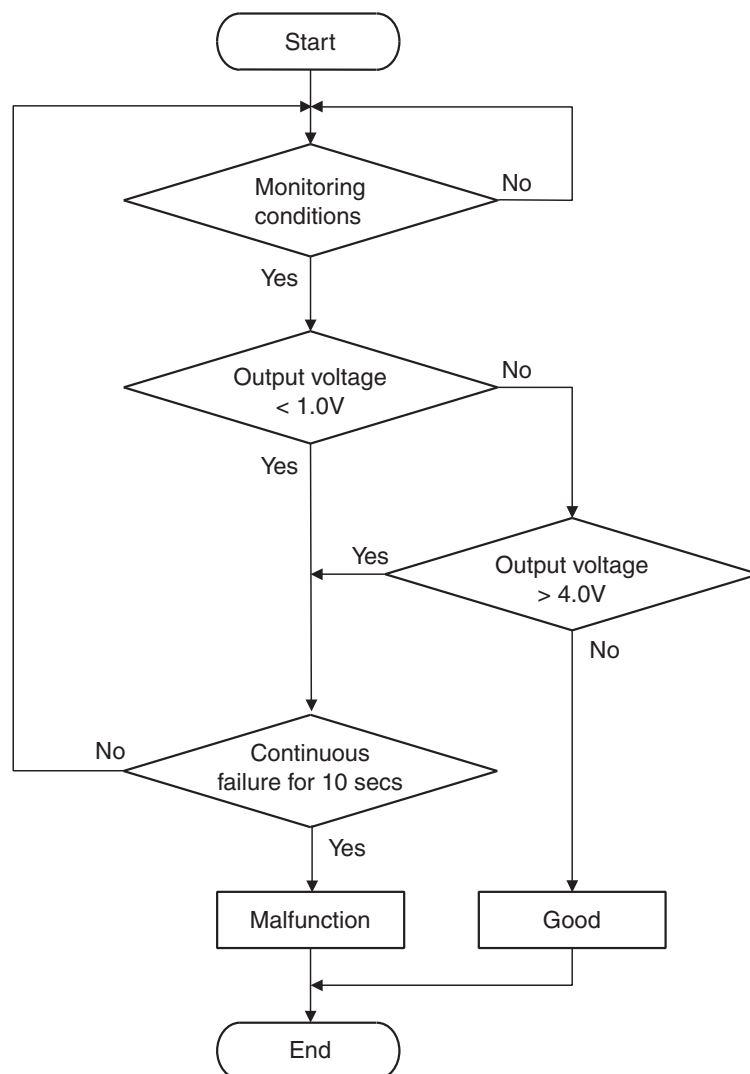 Start
Monitoring
conditions
No
Yes
Output voltage
< 1.0V
No
Yes
Output voltage
> 4.0V
Yes
No
Continuous
failure for 10 secs
No
Yes
Malfunction
Good
End